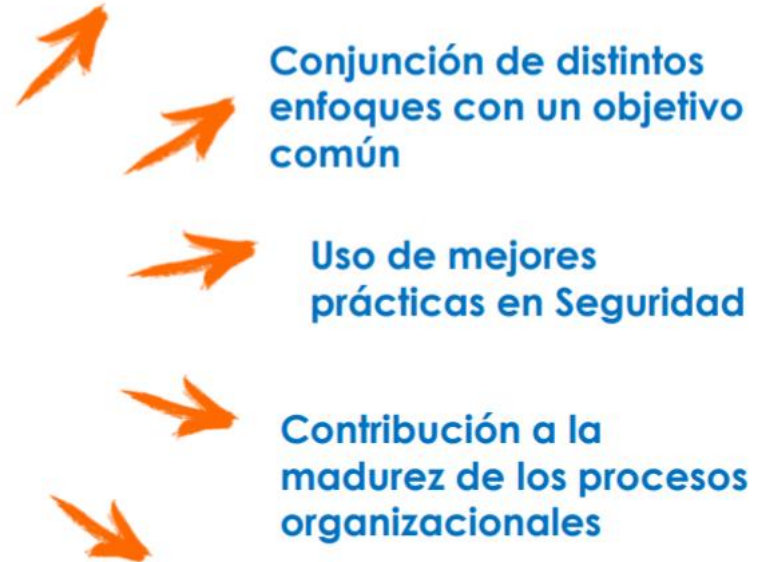 Conjunción de distintos
enfoques con un objetivo
común
Uso de mejores
prácticas en Seguridad
Contribución a la
madurez de los procesos
organizacionales